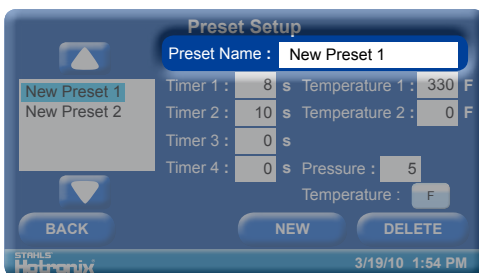 Preset Setup
Preset Name : New Preset 1
New Preset 1
New Preset 2
Timer 1 : 8 s Temperature 1 : 330 F
Timer 2 : 10 s Temperature 2 : 0 F
Timer 3 : 0 s
Timer 4 : 0 s Pressure : 5
Temperature : F
BACK NEW DELETE
STAHLS'
Hotronix 3/19/10 1:54 PM